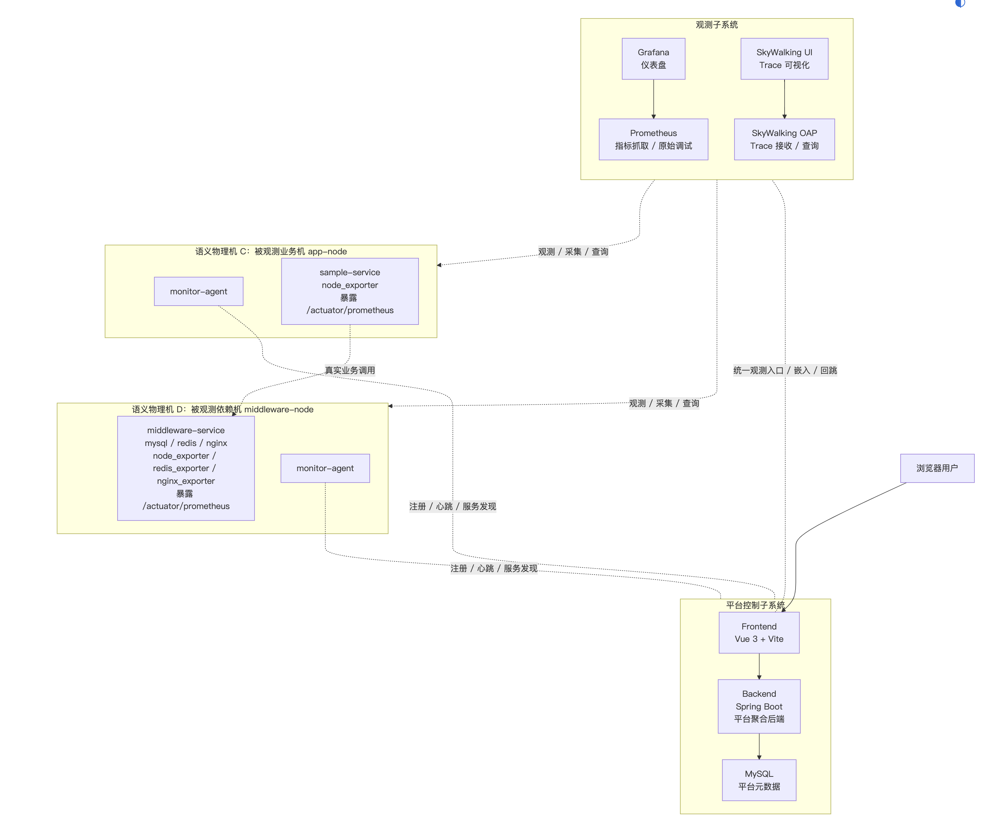 观测子系统
Grafana
仪表盘
SkyWalking UI
Trace 可视化
Prometheus
指标抓取 / 原始调试
SkyWalking OAP
Trace 接收 / 查询
观测 / 采集 / 查询
语义物理机 C：被观测业务机 app-node
monitor-agent
sample-service
node_exporter
暴露
/actuator/prometheus
真实业务调用
统一观测入口 / 嵌入 / 回跳
观测 / 采集 / 查询
语义物理机 D：被观测依赖机 middleware-node
middleware-service
mysql / redis / nginx
node_exporter /
redis_exporter /
nginx_exporter
暴露
/actuator/prometheus
monitor-agent
浏览器用户
注册 / 心跳 / 服务发现
注册 / 心跳 / 服务发现
平台控制子系统
Frontend
Vue 3 + Vite
Backend
Spring Boot
平台聚合后端
MySQL
平台元数据